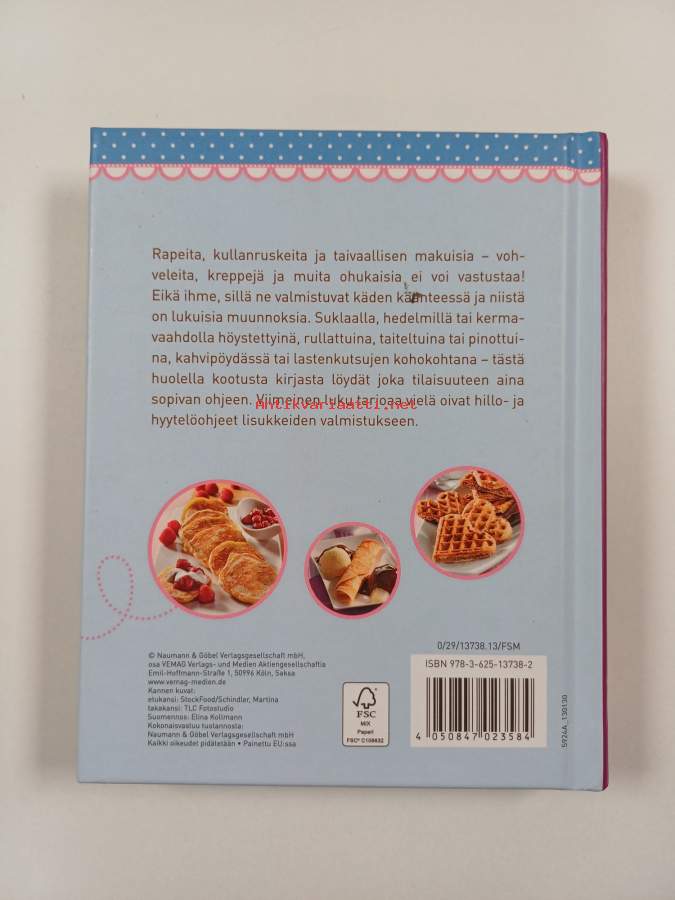 Rapeita, kullanruskeita ja taivaallisen makuisia – voh-
veleita, kreppejä ja muita ohukaisia ei voi vastustaa!
Eikä ihme, sillä ne valmistuvat käden käänteessä ja niistä
on lukuisia muunnoksia. Suklaalla, hedelmillä tai kerma-
vaahdolla höystettyinä, rullattuina, taiteltuina tai pinottui-
na, kahvipöydässä tai lastenkutsujen kohokohtana – tästä
huolella kootusta kirjasta löydät joka tilaisuuteen aina
sopivan ohjeen. Viimeinen luku tarjoaa vielä oivat hillo- ja
Antikvariaatti.net
hyytelöohjeet lisukkeiden valmistukseen.
© Naumann & Göbel Verlagsgesellschaft mbH,
osa VEMAG Verlags- und Medien Aktiengesellschaftia
Emil-Hoffmann-Straße 1, 50996 Köln, Saksa
www.vemag-medien.de
Kannen kuvat:
etukansi: StockFood/Schindler, Martina
takakansi: TLC Fotostudio
Suomennos: Elina Kollmann
Kokonaisvastuu tuotannosta:
Naumann & Göbel Verlagsgesellschaft mbH
Kaikki oikeudet pidätetään • Painettu EU:ssa
FSC
MIX
Paperi
FSC® C106632
0/29/13738.13/FSM
ISBN 978-3-625-13738-2
4 050847 023584
5924A_130130